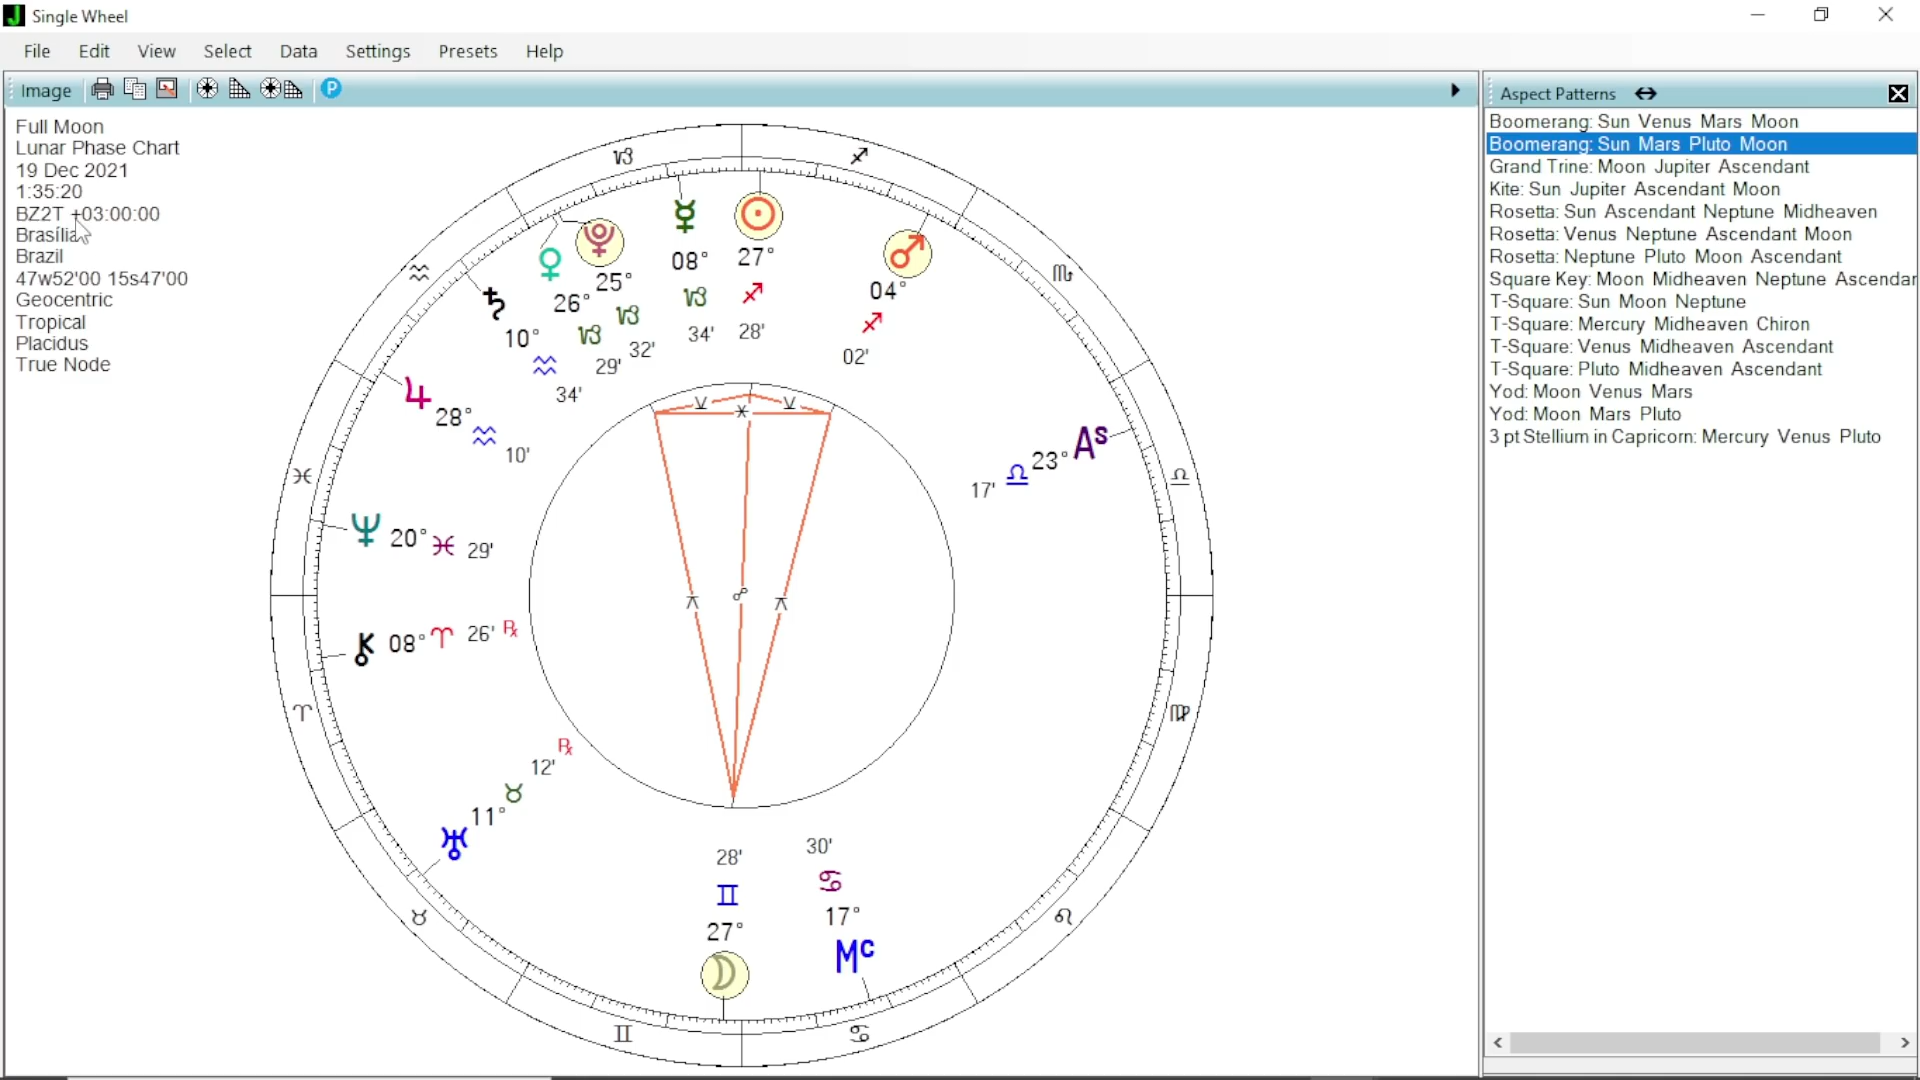 Single Wheel
File Edit View Select Data Settings Presets Help
Image
Aspect Patterns
Full Moon
Lunar Phase Chart
19 Dec 2021
1:35:20
BZ2T +03:00:00
Brasília
Brazil
47w52'00 15s47'00
Geocentric
Tropical
Placidus
True Node
♑ ♐
♒ ♏
♓ ♎
♈ ♍
♉ ♌
♊ ♋
☿ 08° ♑ 34'
☉ 27° ♐ 28'
♂ 04° ♐ 02'
♇ 25° ♑ 32'
♀ 26° ♑ 29'
♄ 10° ♒ 34'
♃ 28° ♒ 10'
As 23° ♎ 17'
♆ 20° ♓ 29'
⚷ 08° ♈ 26' ℞
♅ 11° ♉ 12' ℞
☽ 27° ♊ 28'
Mc 17° ♋ 30'
Boomerang: Sun Venus Mars Moon
Boomerang: Sun Mars Pluto Moon
Grand Trine: Moon Jupiter Ascendant
Kite: Sun Jupiter Ascendant Moon
Rosetta: Sun Ascendant Neptune Midheaven
Rosetta: Venus Neptune Ascendant Moon
Rosetta: Neptune Pluto Moon Ascendant
Square Key: Moon Midheaven Neptune Ascendar
T-Square: Sun Moon Neptune
T-Square: Mercury Midheaven Chiron
T-Square: Venus Midheaven Ascendant
T-Square: Pluto Midheaven Ascendant
Yod: Moon Venus Mars
Yod: Moon Mars Pluto
3 pt Stellium in Capricorn: Mercury Venus Pluto